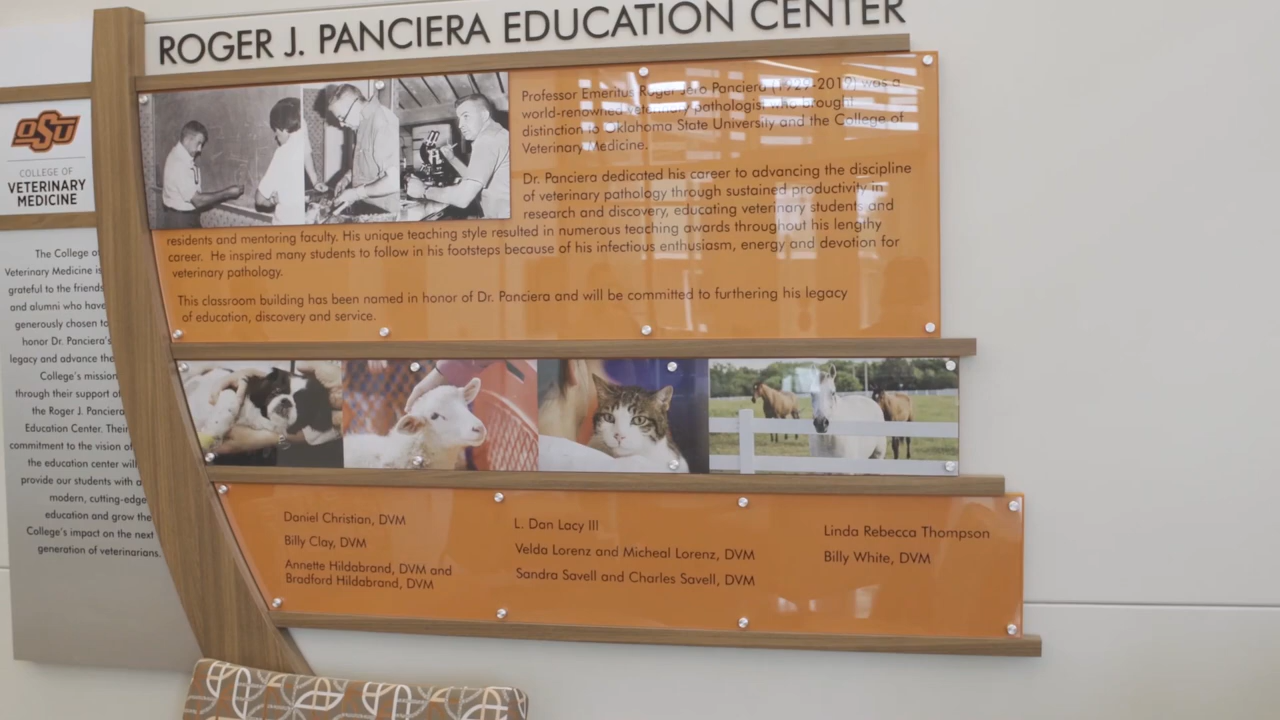 ROGER J. PANCIERA EDUCATION CENTER
OSU
COLLEGE OF
VETERINARY
MEDICINE
The College of
Veterinary Medicine is
grateful to the friends
and alumni who have
generously chosen to
honor Dr. Panciera's
legacy and advance the
College's mission
through their support of
the Roger J. Panciera
Education Center. Their
commitment to the vision of
the education center will
provide our students with a
modern, cutting-edge
education and grow the
College's impact on the next
generation of veterinarians.
Professor Emeritus Roger Jero Panciera (1929-2019) was a
world-renowned veterinary pathologist who brought
distinction to Oklahoma State University and the College of
Veterinary Medicine.
Dr. Panciera dedicated his career to advancing the discipline
of veterinary pathology through sustained productivity in
research and discovery, educating veterinary students and
residents and mentoring faculty. His unique teaching style resulted in numerous teaching awards throughout his lengthy
career. He inspired many students to follow in his footsteps because of his infectious enthusiasm, energy and devotion for
veterinary pathology.
This classroom building has been named in honor of Dr. Panciera and will be committed to furthering his legacy
of education, discovery and service.
Daniel Christian, DVM
Billy Clay, DVM
Annette Hildabrand, DVM and
Bradford Hildabrand, DVM
L. Dan Lacy III
Velda Lorenz and Micheal Lorenz, DVM
Sandra Savell and Charles Savell, DVM
Linda Rebecca Thompson
Billy White, DVM